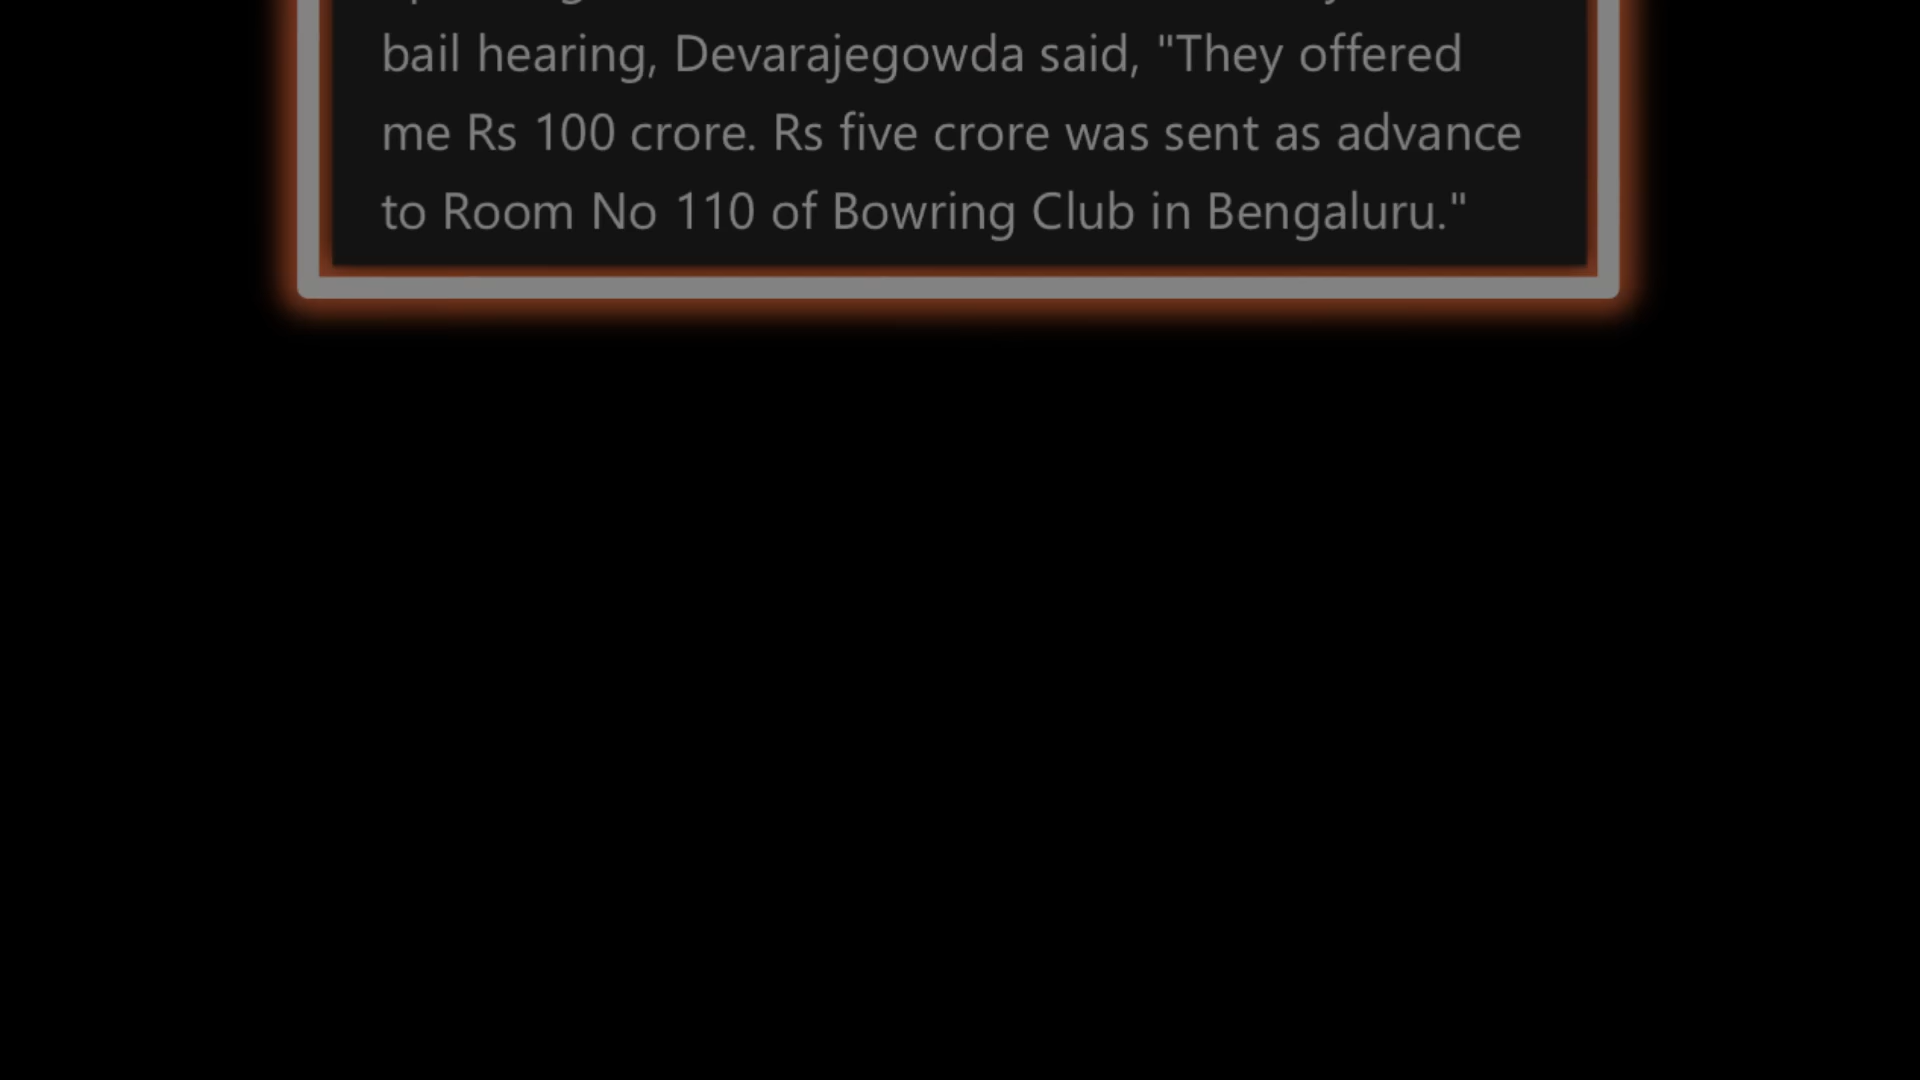 bail hearing, Devarajegowda said, "They offered
me Rs 100 crore. Rs five crore was sent as advance
to Room No 110 of Bowring Club in Bengaluru."